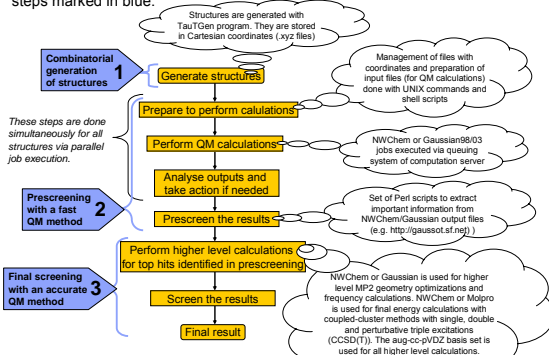 steps marked in blue.
Structures are generated with
TauTGen program. They are stored
in Cartesian coordinates (.xyz files)
Combinatorial
generation
of structures
1
Generate structures
Management of files with
coordinates and preparation of
input files (for QM calculations)
done with UNIX commands and
shell scripts
Prepare to perform calulations
These steps are done
simultaneously for all
structures via parallel
job execution.
Perform QM calculations
NWChem or Gaussian98/03
jobs executed via queuing
system of computation server
Analyse outputs and
take action if needed
Prescreening
with a fast
QM method
2
Prescreen the results
Set of Perl scripts to extract
important information from
NWChem/Gaussian output files
(e.g. http://gaussot.sf.net) )
Perform higher level calculations
for top hits identified in prescreening
Final screening
with an accurate
QM method
3
Screen the results
Final result
NWChem or Gaussian is used for higher
level MP2 geometry optimizations and
frequency calculations. NWChem or Molpro
is used for final energy calculations with
coupled-cluster methods with single, double
and perturbative triple excitations
(CCSD(T)). The aug-cc-pVDZ basis set is
used for all higher level calculations.